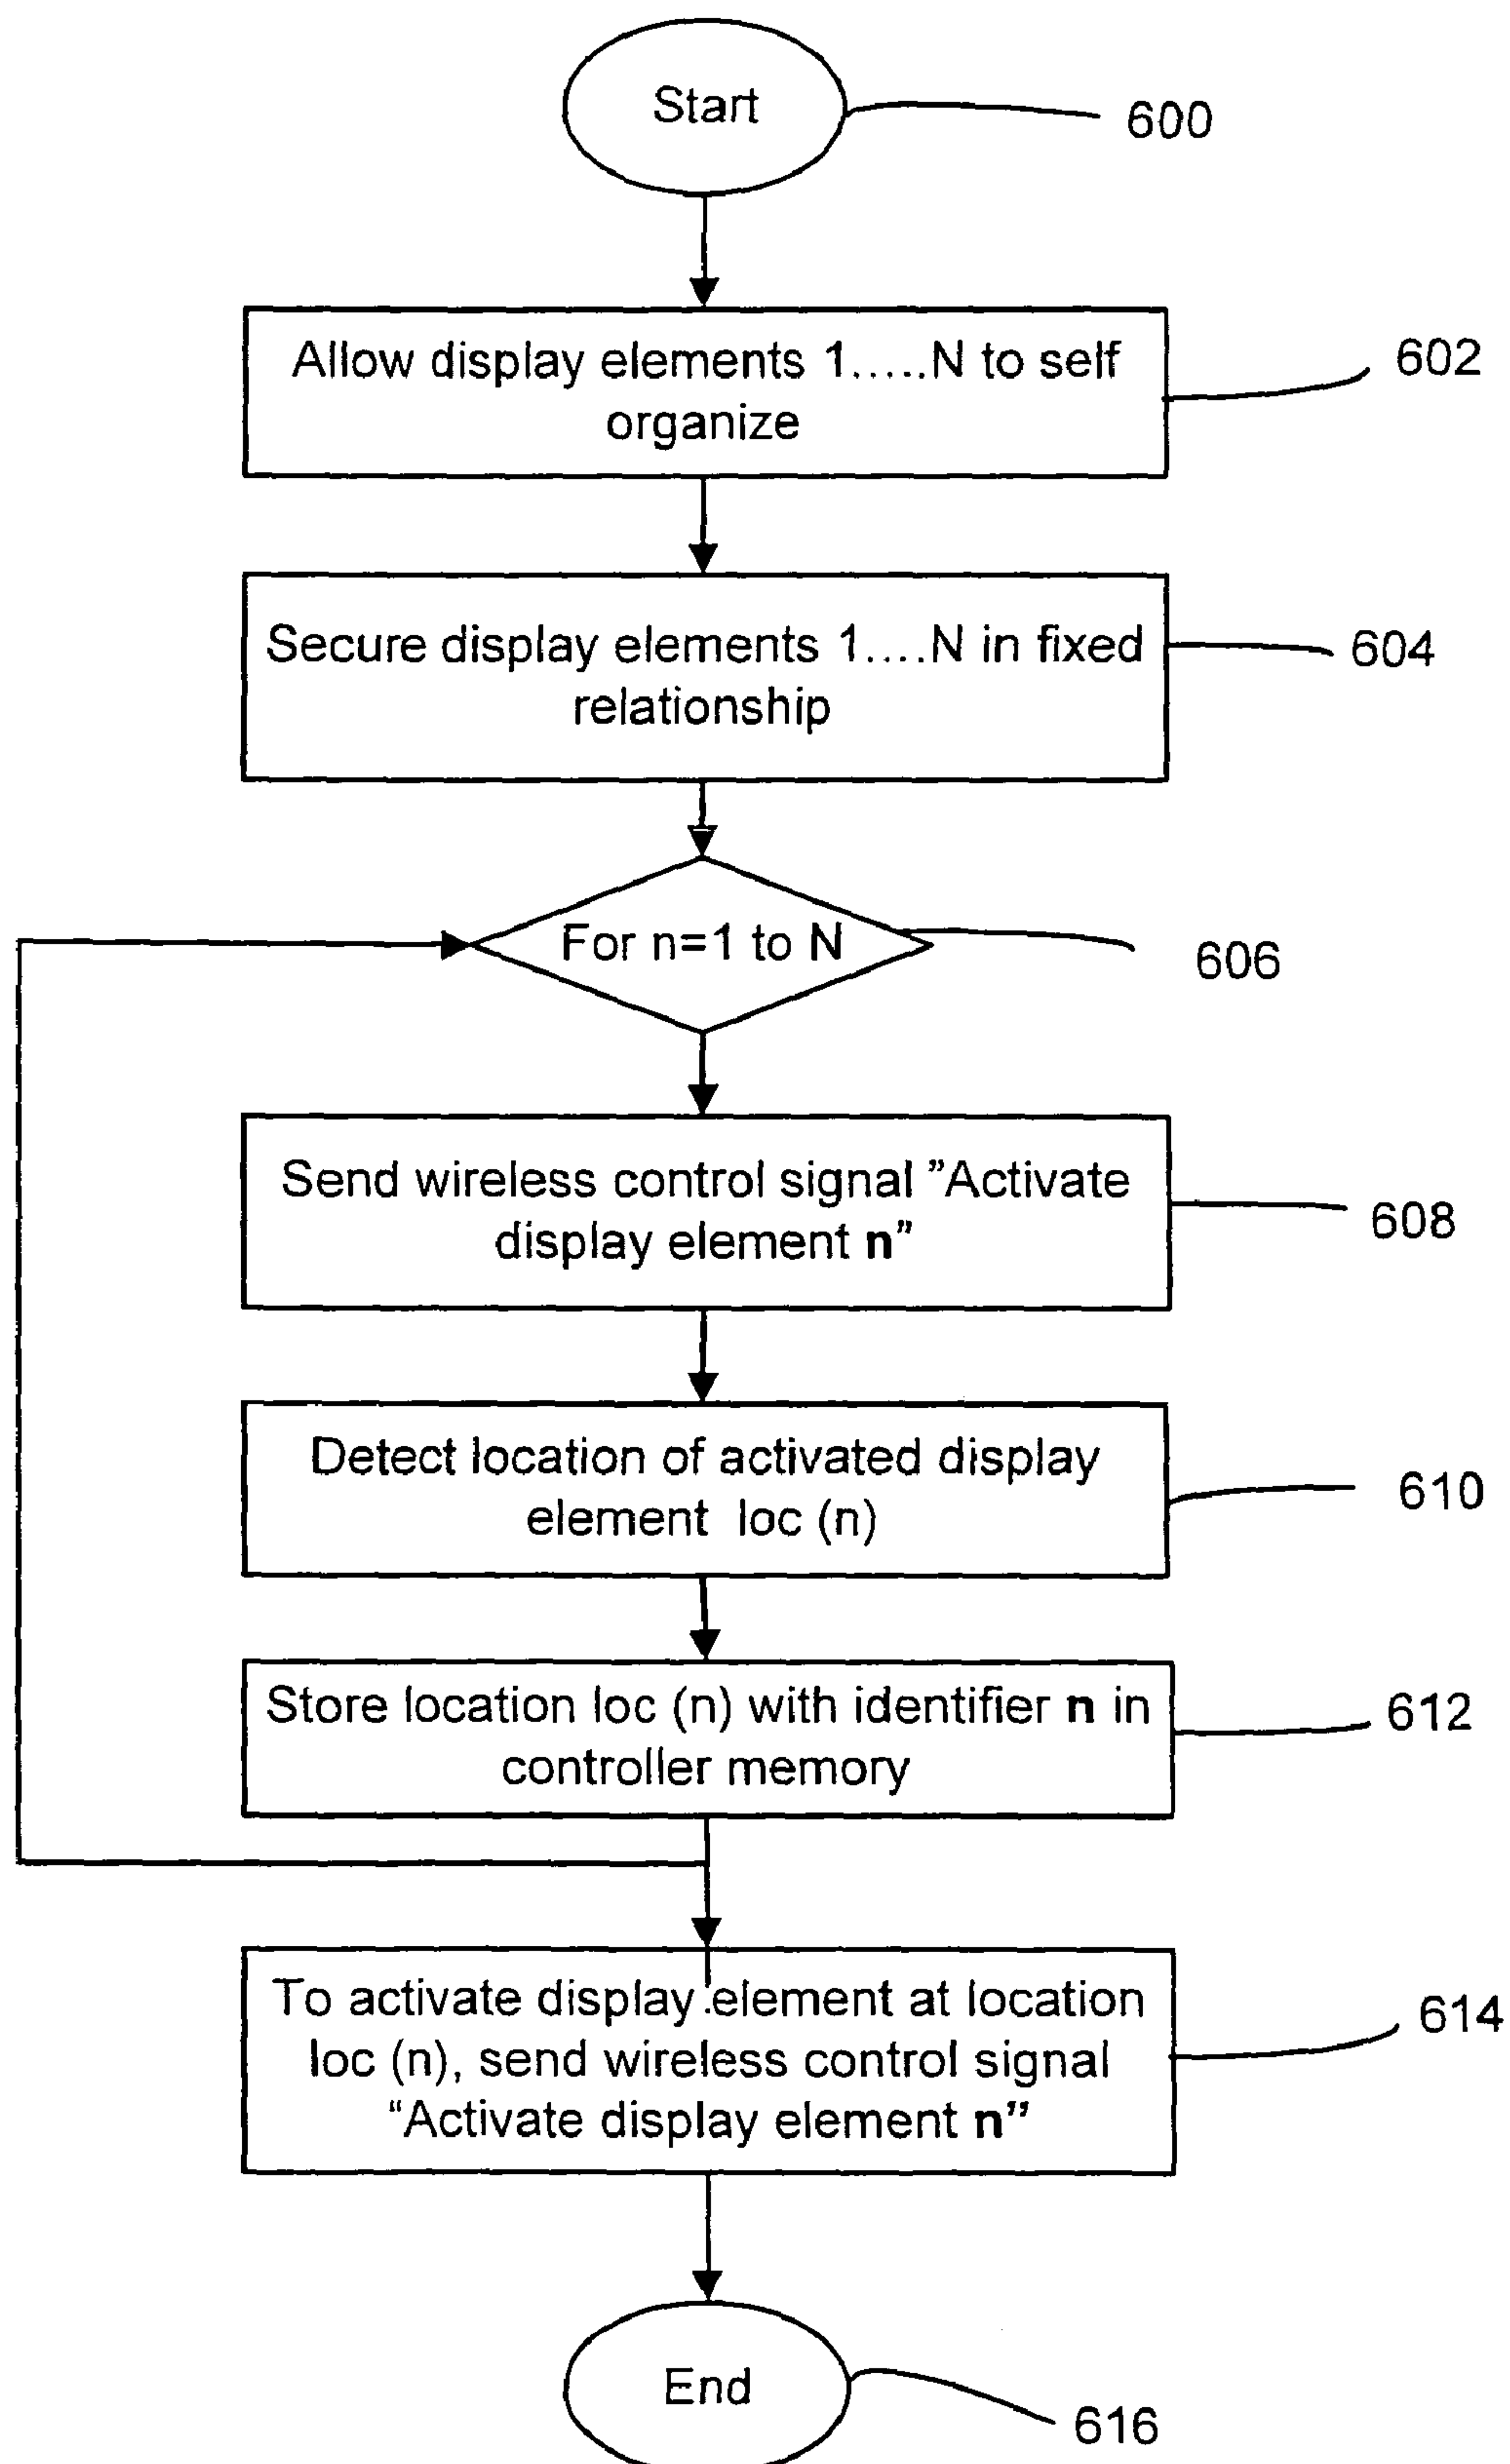 Start
600
Allow display elements 1.....N to self
organize
602
Secure display elements 1....N in fixed
relationship
604
For n=1 to N
606
Send wireless control signal ”Activate
display element n”
608
Detect location of activated display
element loc (n)
610
Store location loc (n) with identifier n in
controller memory
612
To activate display element at location
loc (n), send wireless control signal
“Activate display element n”
614
End
616